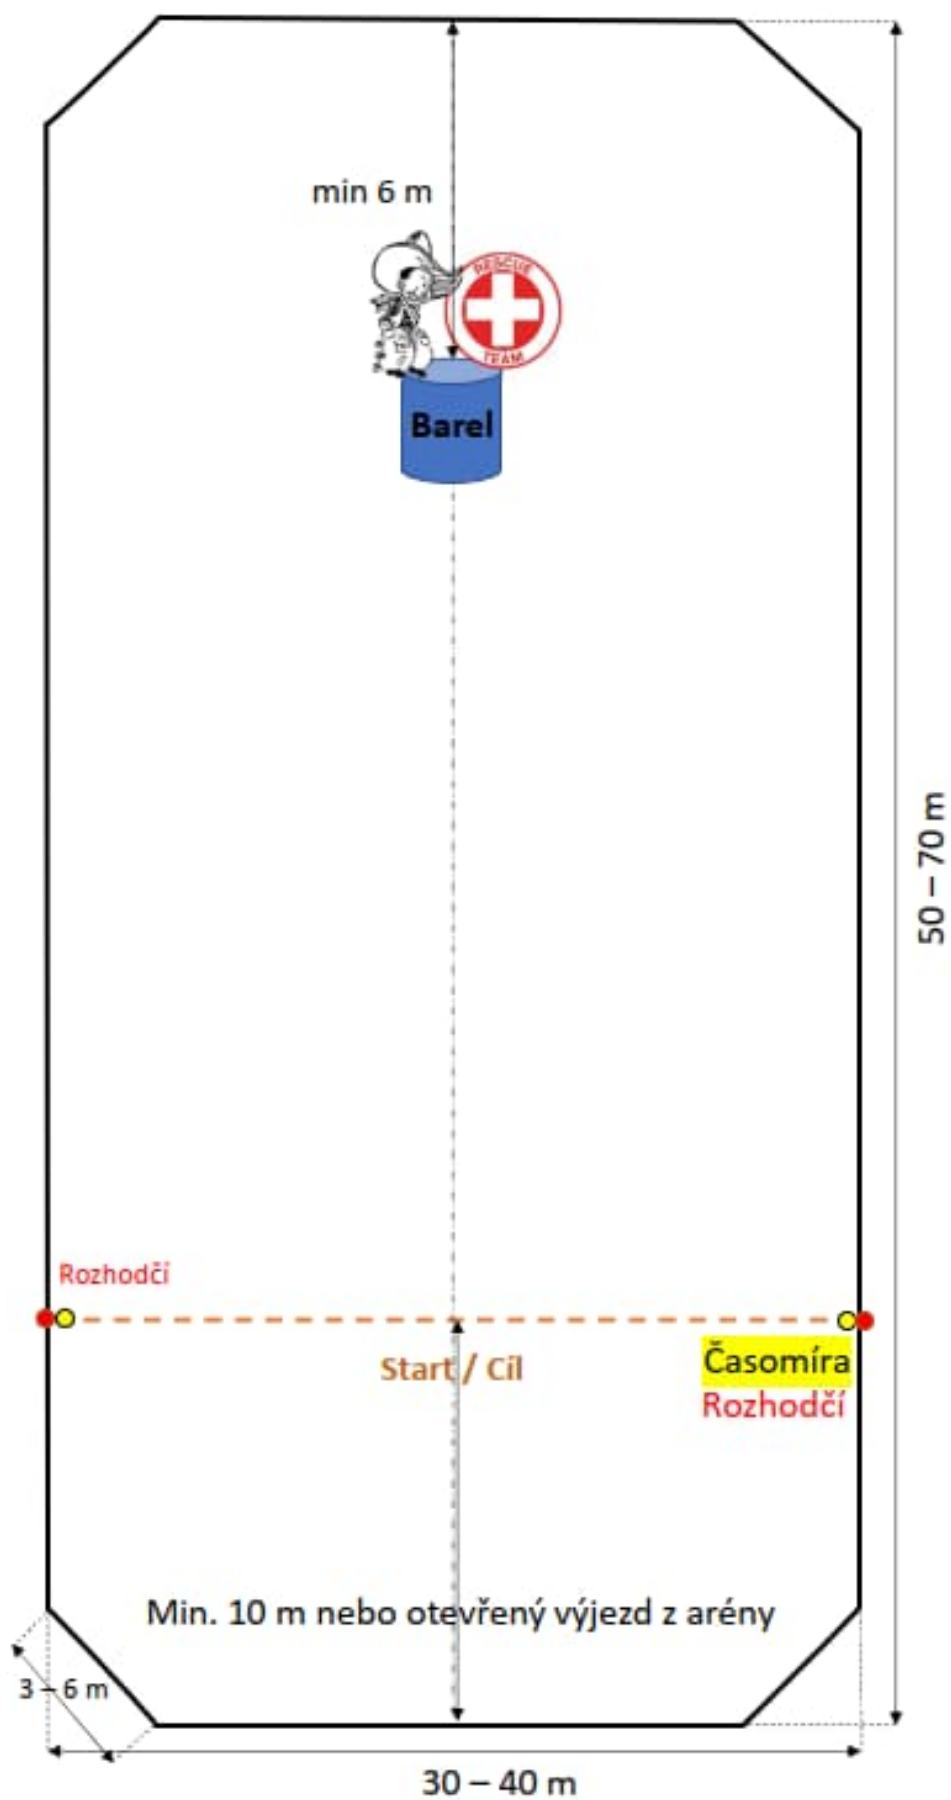 min 6 m
RESCUE
TEAM
Barel
50 – 70 m
Rozhodčí
Start / Cíl
Časomíra
Rozhodčí
Min. 10 m nebo otevřený výjezd z arény
3 – 6 m
30 – 40 m